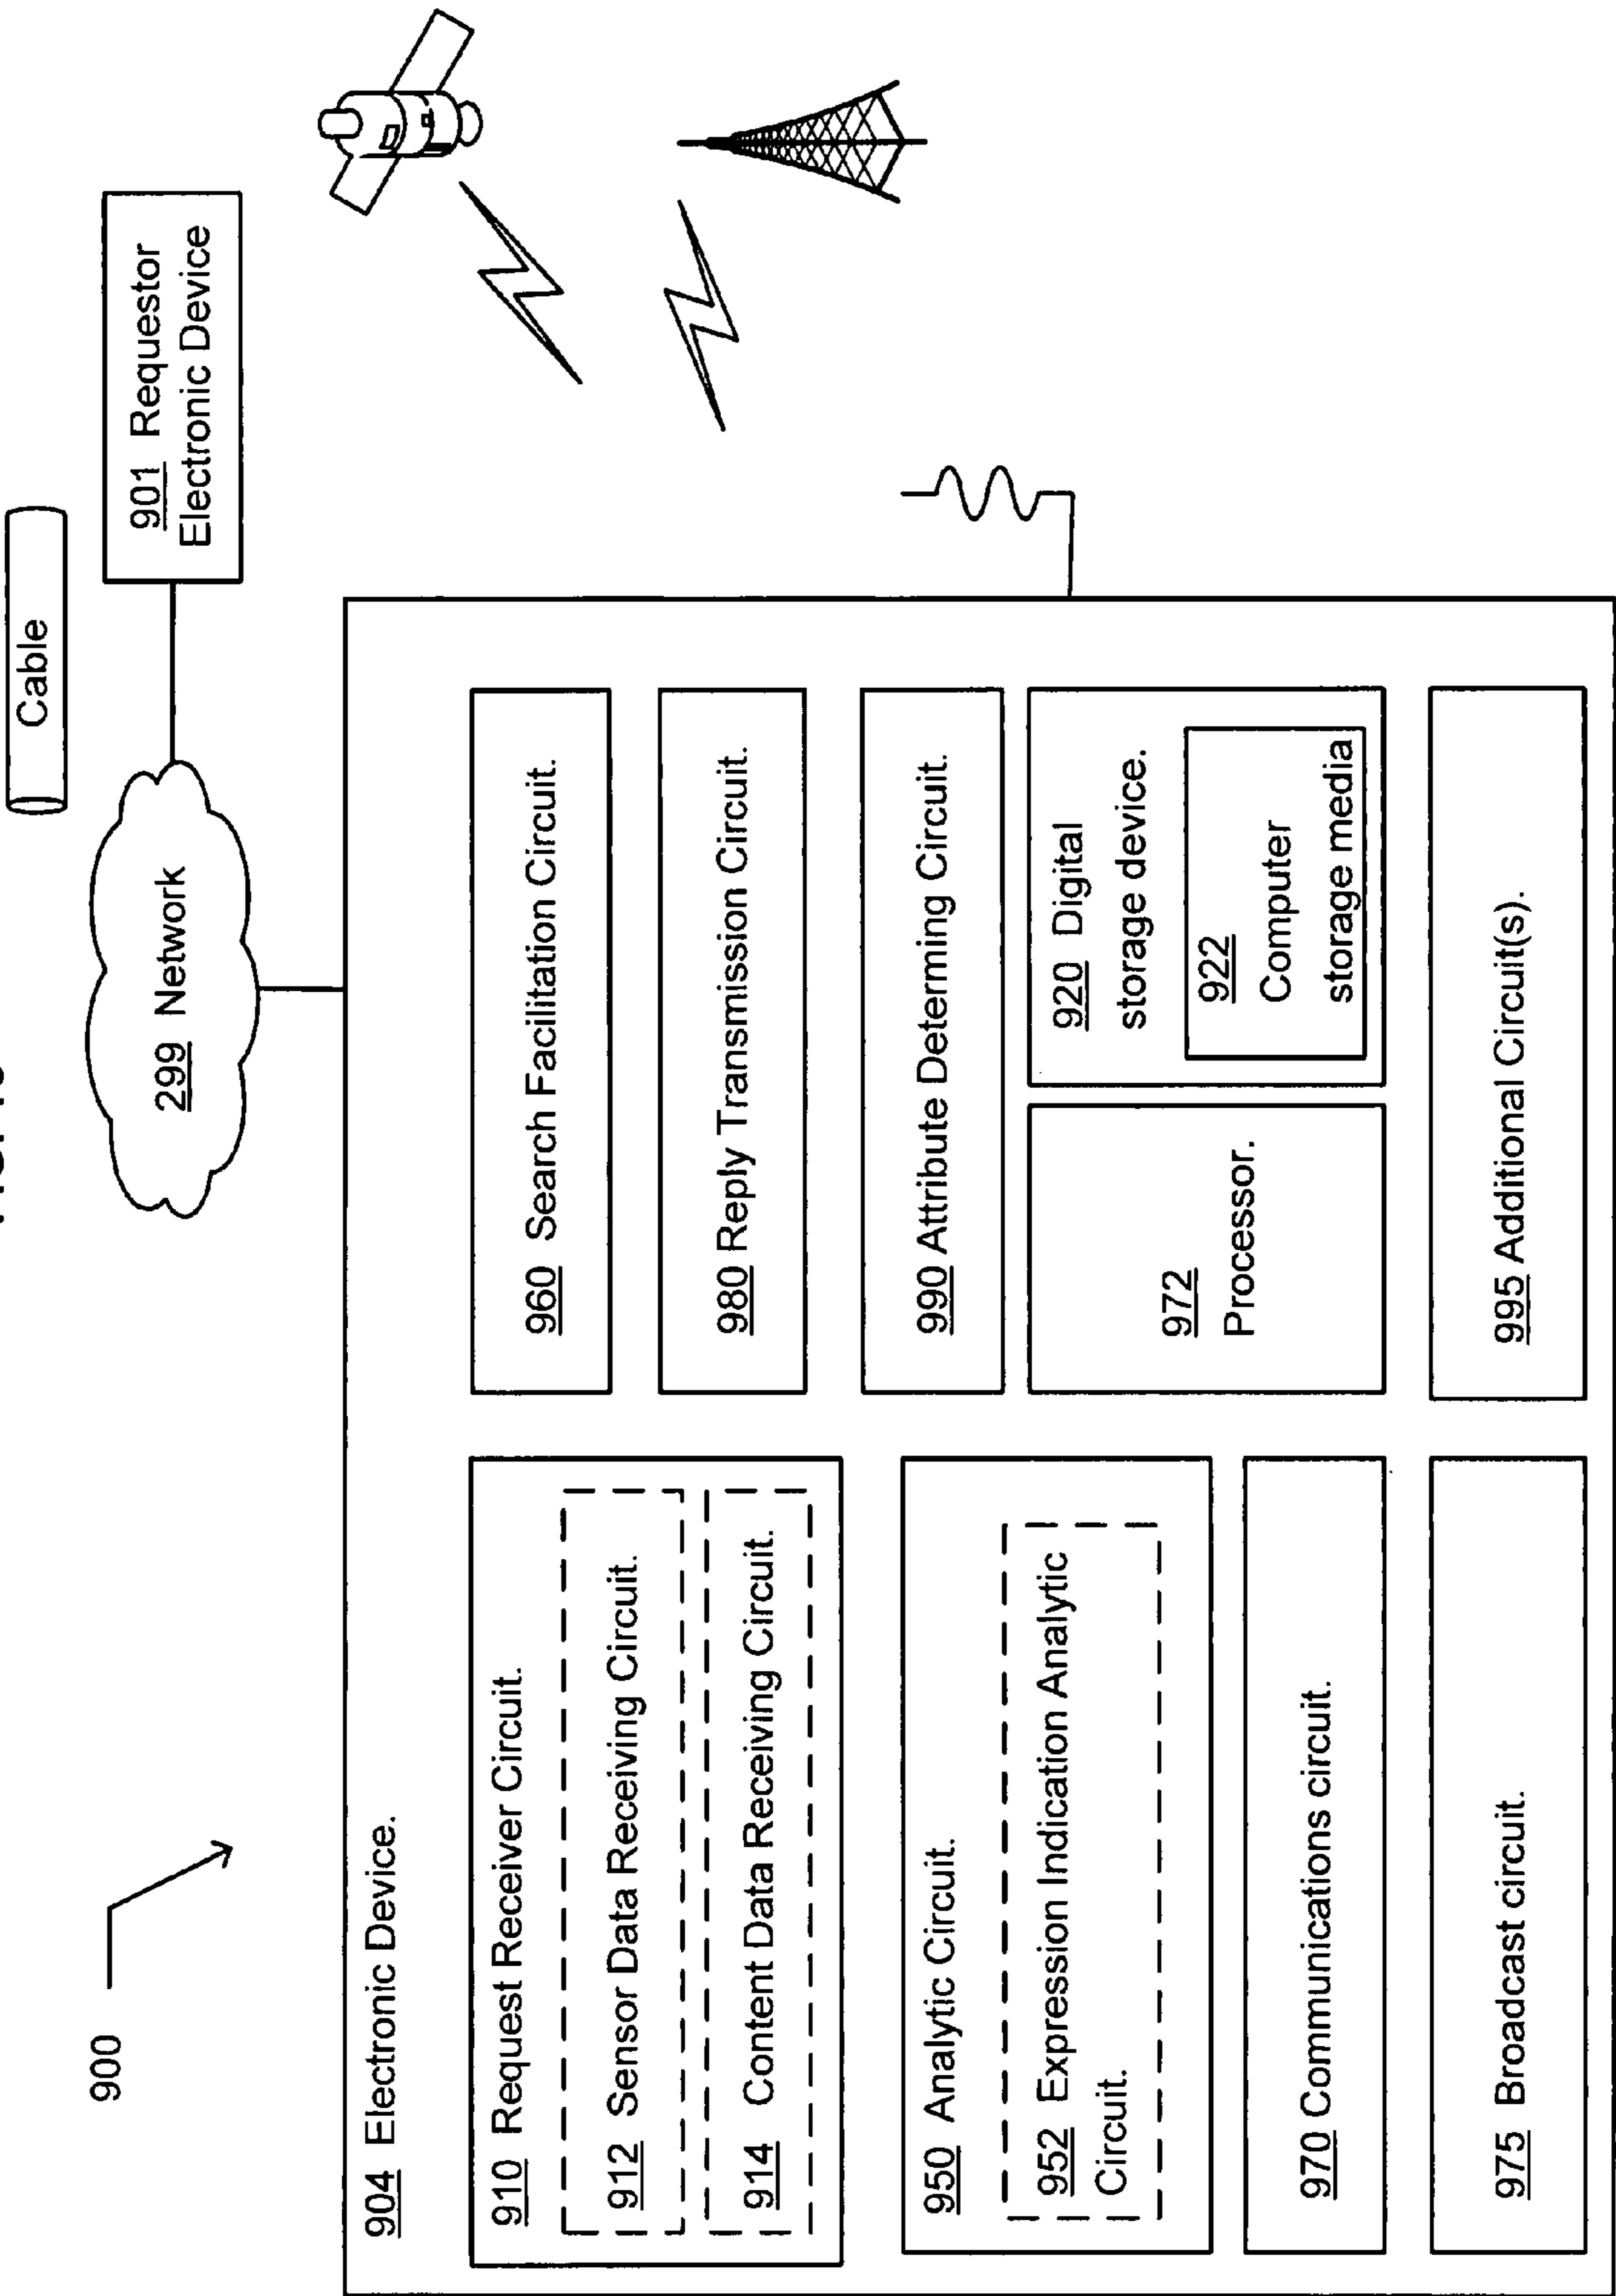 Cable
901 Requestor
Electronic Device
299 Network
900
904 Electronic Device.
910 Request Receiver Circuit.
912 Sensor Data Receiving Circuit.
914 Content Data Receiving Circuit.
950 Analytic Circuit.
952 Expression Indication Analytic
Circuit.
970 Communications circuit.
975 Broadcast circuit.
960 Search Facilitation Circuit.
980 Reply Transmission Circuit.
990 Attribute Determining Circuit.
972
Processor.
920 Digital
storage device.
922
Computer
storage media
995 Additional Circuit(s).